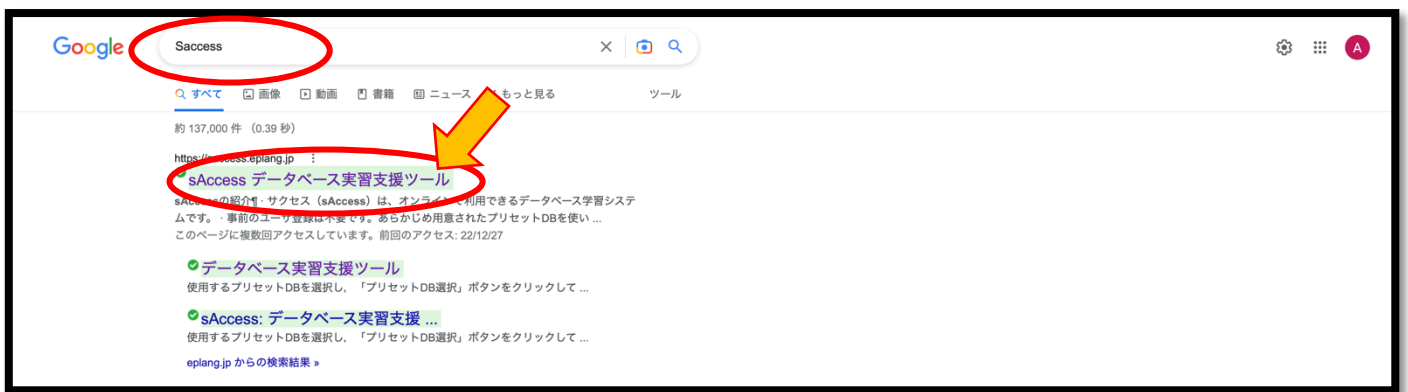 Google
Saccess
A
すべて 画像 動画 書籍 ニュース もっと見る ツール
約 137,000 件 （0.39 秒）
https://saccess.eplang.jp
sAccess データベース実習支援ツール
sAccessの紹介¶ · サクセス（sAccess）は、オンラインで利用できるデータベース学習システ
ムです。 · 事前のユーザ登録は不要です。あらかじめ用意されたプリセットDBを使い ...
このページに複数回アクセスしています。前回のアクセス: 22/12/27
データベース実習支援ツール
使用するプリセットDBを選択し、「プリセットDB選択」ボタンをクリックして ...
sAccess: データベース実習支援 ...
使用するプリセットDBを選択し、「プリセットDB選択」ボタンをクリックして ...
eplang.jp からの検索結果 »